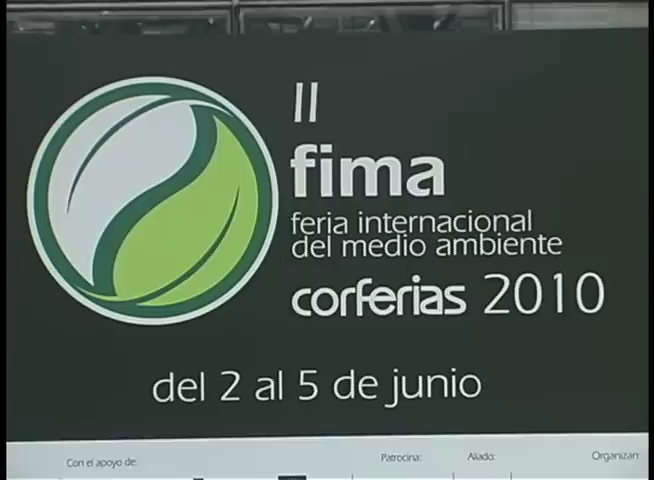 II
fima
feria internacional
del medio ambiente
corferias 2010
del 2 al 5 de junio
Con el apoyo de: Patrocina: Aliado: Organizan: